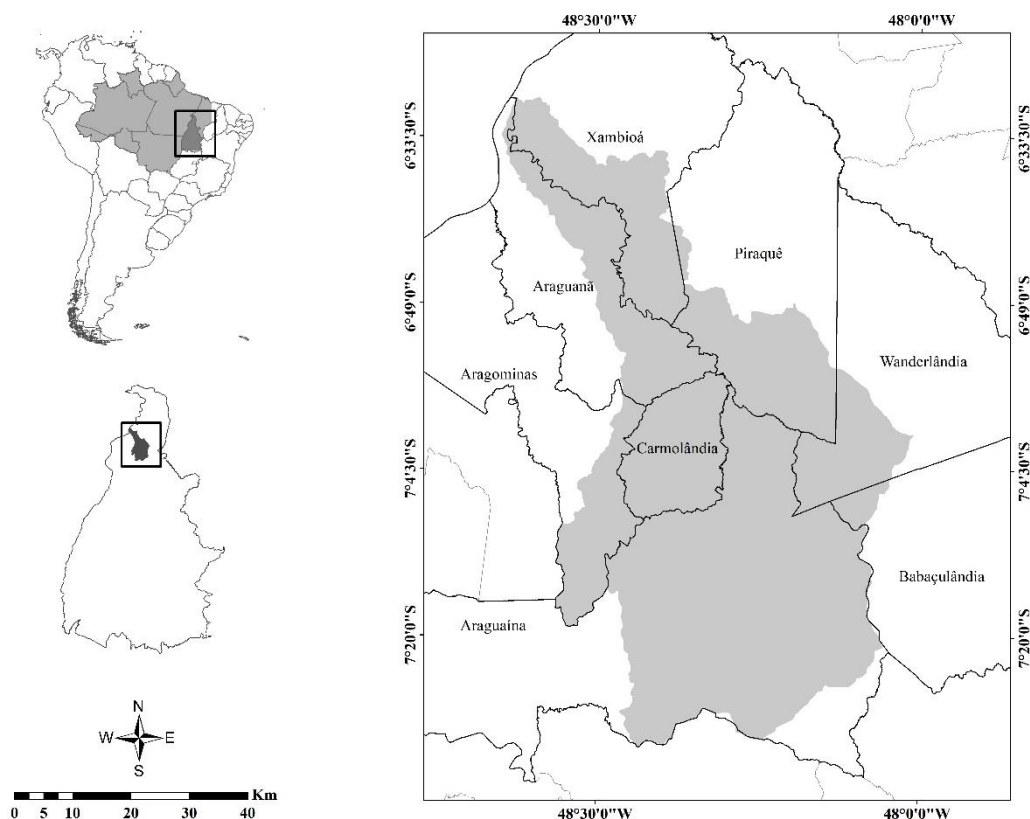 48°30'0"W
48°0'0"W
6°33'30"S
6°33'30"S
Xambioá
Piraquê
Araguanã
6°49'0"S
6°49'0"S
Wanderlândia
Aragominas
Carmolândia
7°4'30"S
7°4'30"S
Babaçulândia
Araguaína
7°20'0"S
7°20'0"S
N
W
E
S
Km
0
5
10
20
30
40
48°30'0"W
48°0'0"W